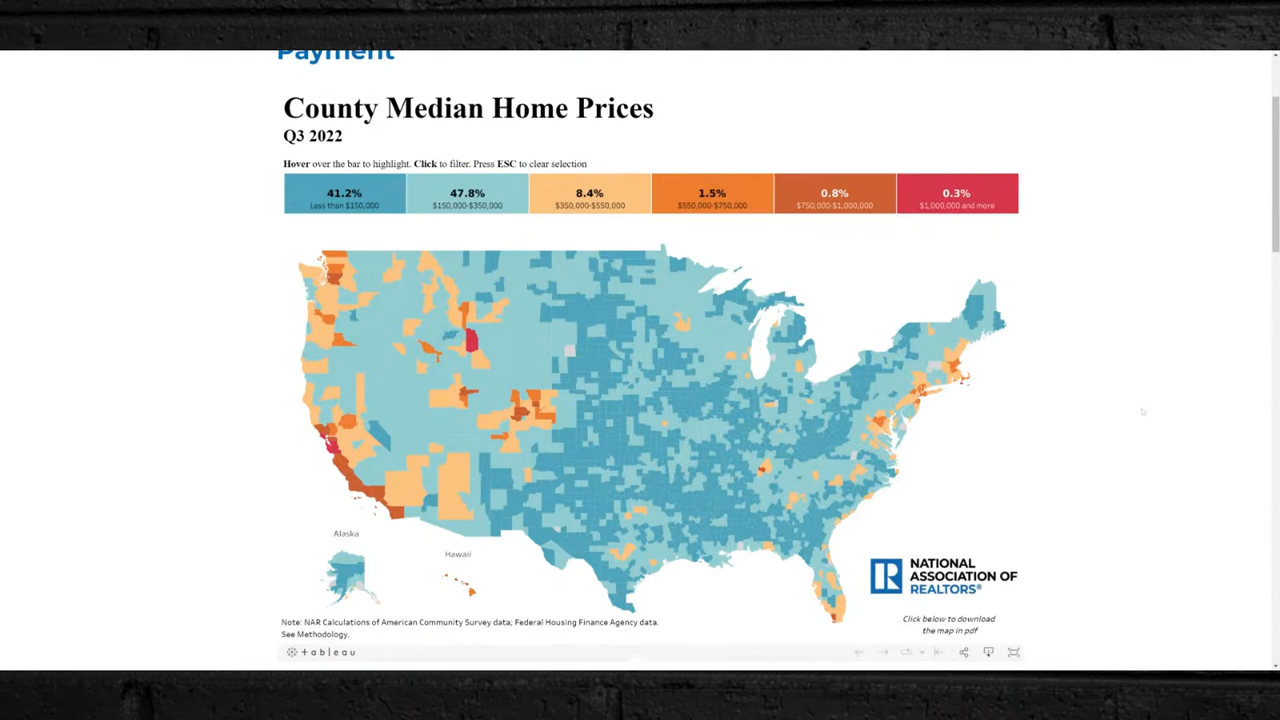 Payment
County Median Home Prices
Q3 2022
Hover over the bar to highlight. Click to filter. Press ESC to clear selection
41.2% 47.8% 8.4% 1.5% 0.8% 0.3%
Less than $150,000 $150,000-$350,000 $350,000-$550,000 $550,000-$750,000 $750,000-$1,000,000 $1,000,000 and more
Alaska
Hawaii
NATIONAL
ASSOCIATION OF
REALTORS®
Click below to download
the map in pdf
Note: NAR Calculations of American Community Survey data; Federal Housing Finance Agency data.
See Methodology.
+ a b l e a u